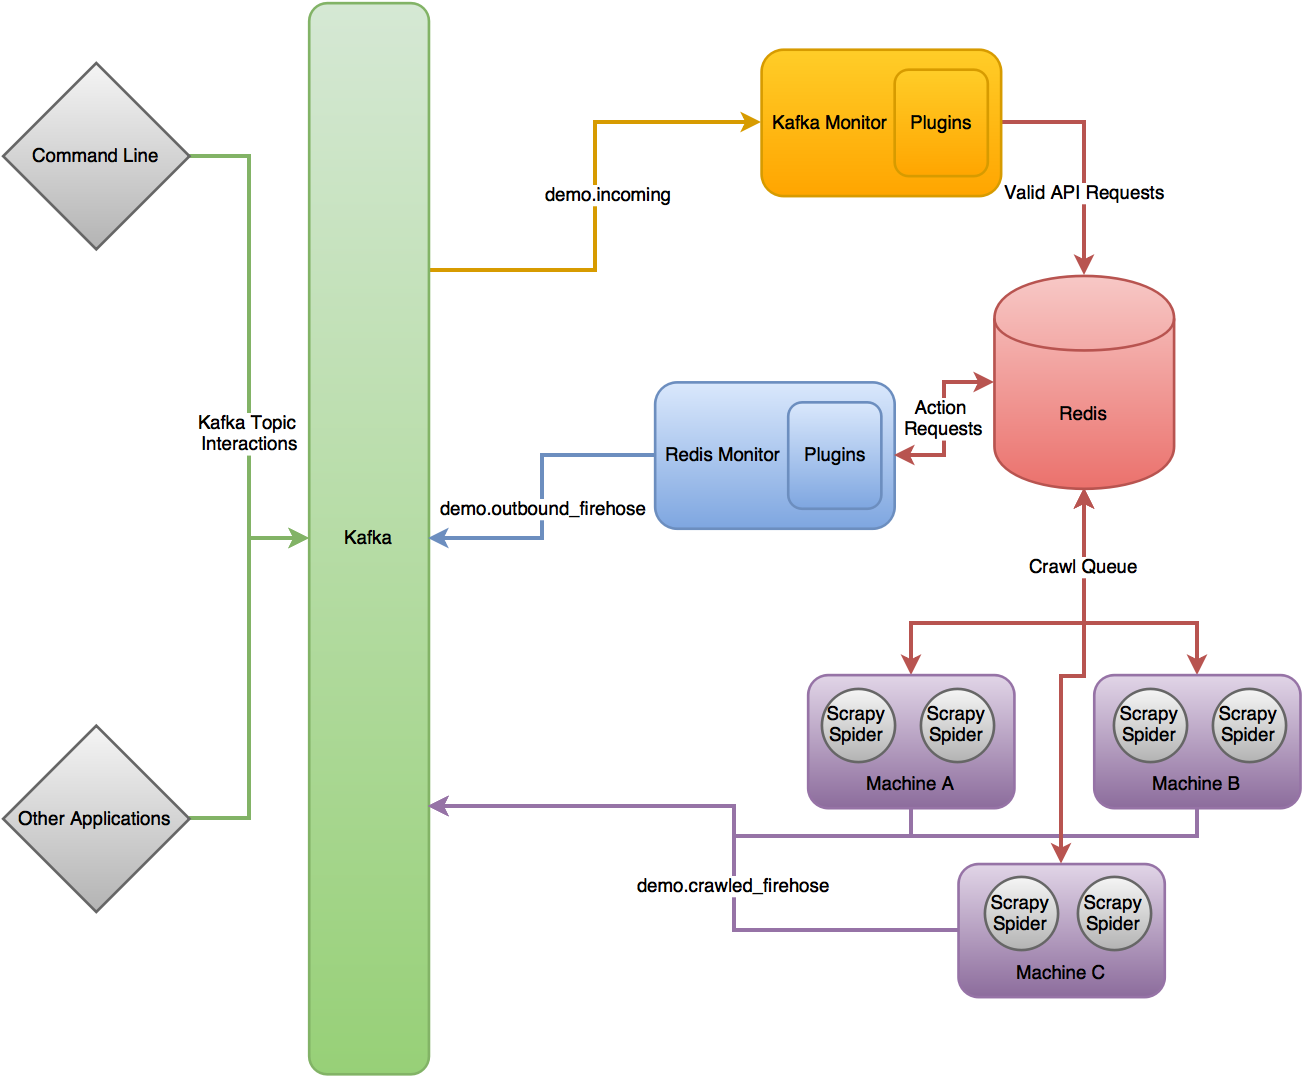 Command Line
Kafka Monitor
Plugins
demo.incoming
Valid API Requests
Kafka Topic
Interactions
Redis Monitor
Plugins
Action
Requests
Redis
demo.outbound_firehose
Kafka
Crawl Queue
Scrapy
Spider
Scrapy
Spider
Machine A
Scrapy
Spider
Scrapy
Spider
Machine B
Other Applications
demo.crawled_firehose
Scrapy
Spider
Scrapy
Spider
Machine C